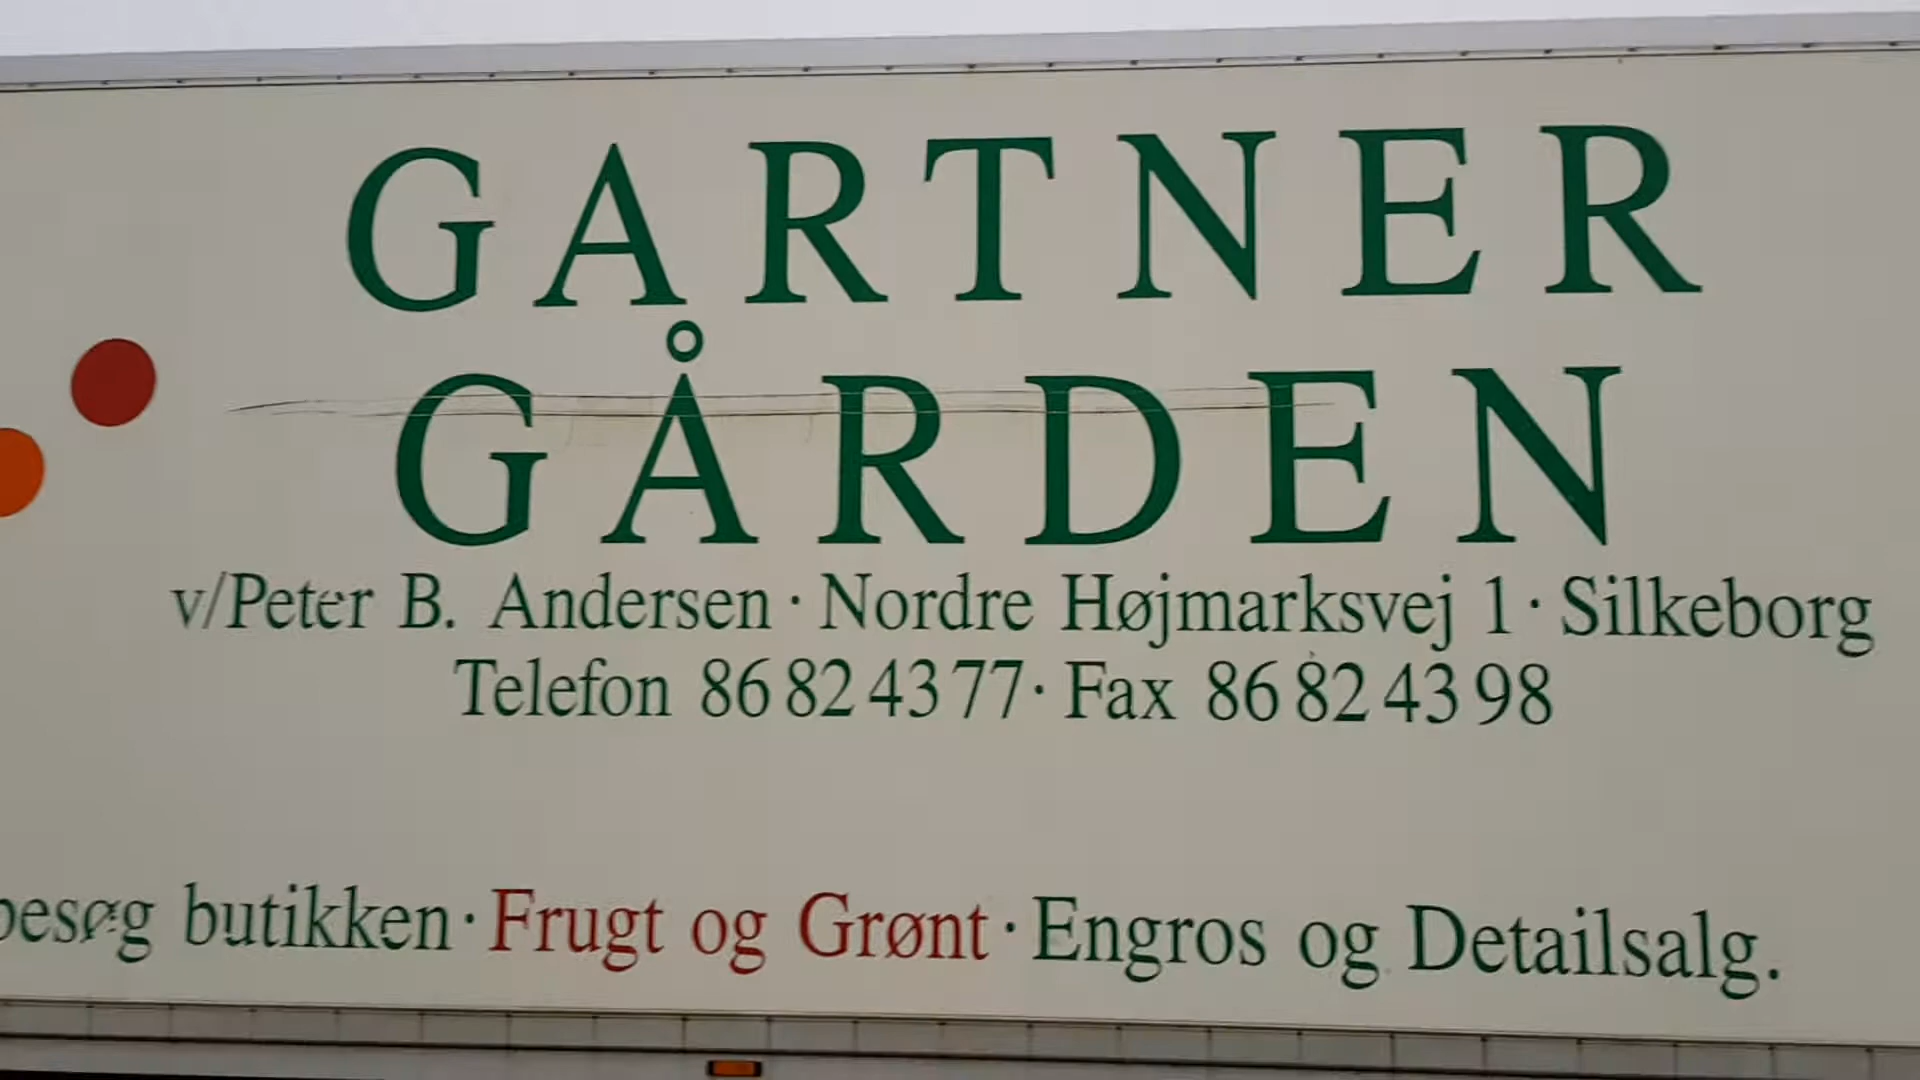 GARTNER
GÅRDEN
v/Peter B. Andersen · Nordre Højmarksvej 1 · Silkeborg
Telefon 86 82 43 77 · Fax 86 82 43 98
besøg butikken · Frugt og Grønt · Engros og Detailsalg.